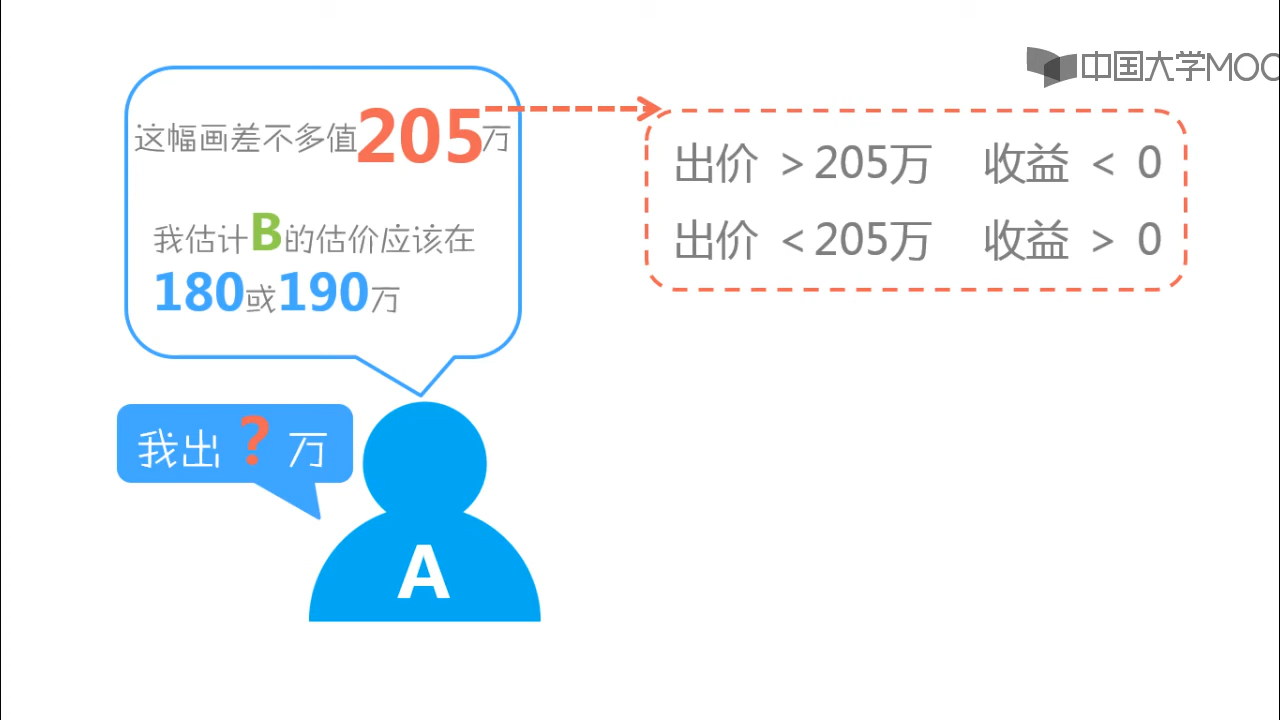 中国大学MOO
这幅画差不多值205万
出价 > 205万 收益 < 0
我估计B的估价应该在
180或190万
出价 < 205万 收益 > 0
我出 ? 万
A